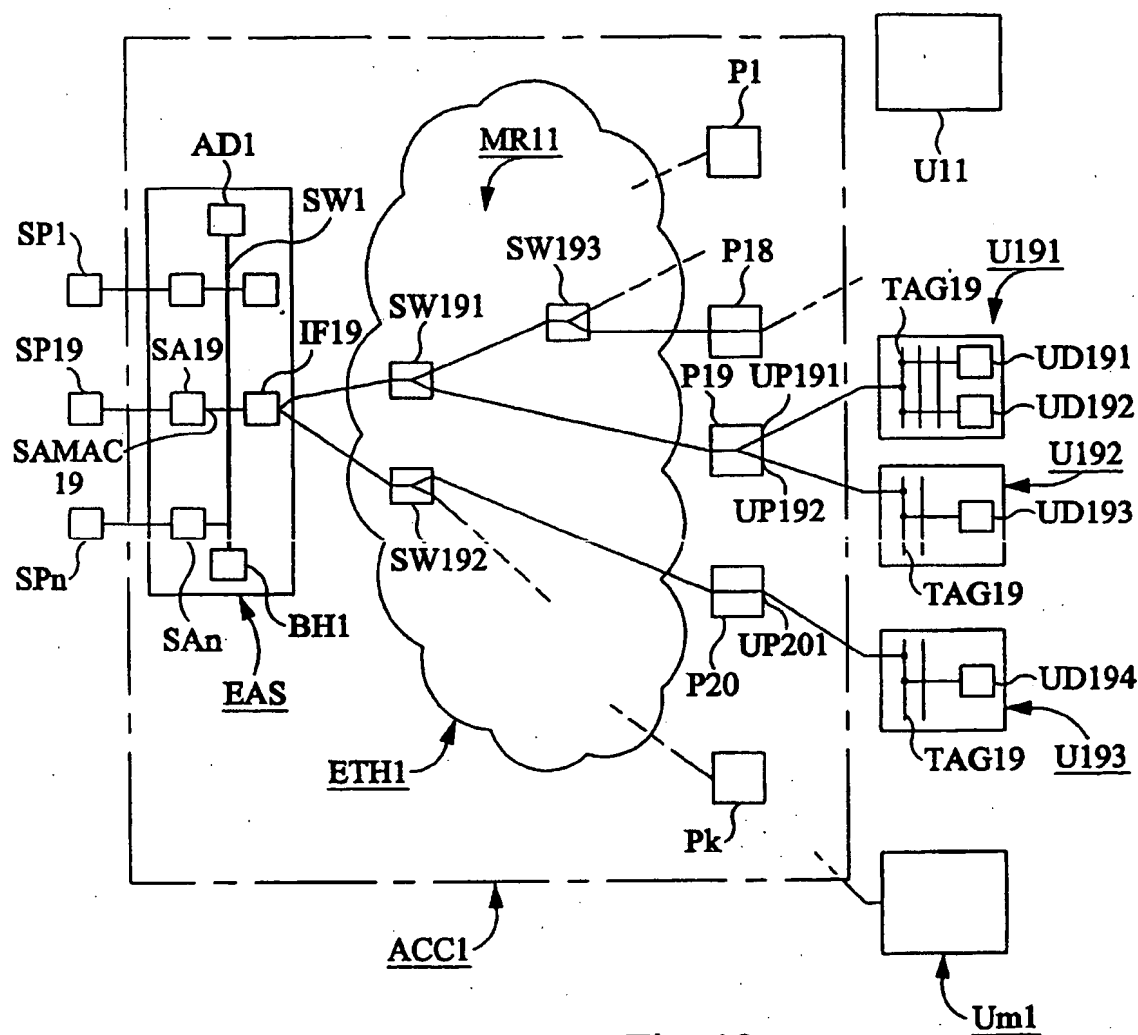 P1
MR11
AD1
U11
SW1
SP1
SW193
P18
U191
TAG19
SW191
IF19
SP19
SA19
UD191
P19
UP191
UD192
SAMAC
19
U192
UP192
UD193
SPn
SW192
TAG19
SAn
BH1
UP201
EAS
P20
UD194
TAG19
ETH1
U193
Pk
ACC1
Um1